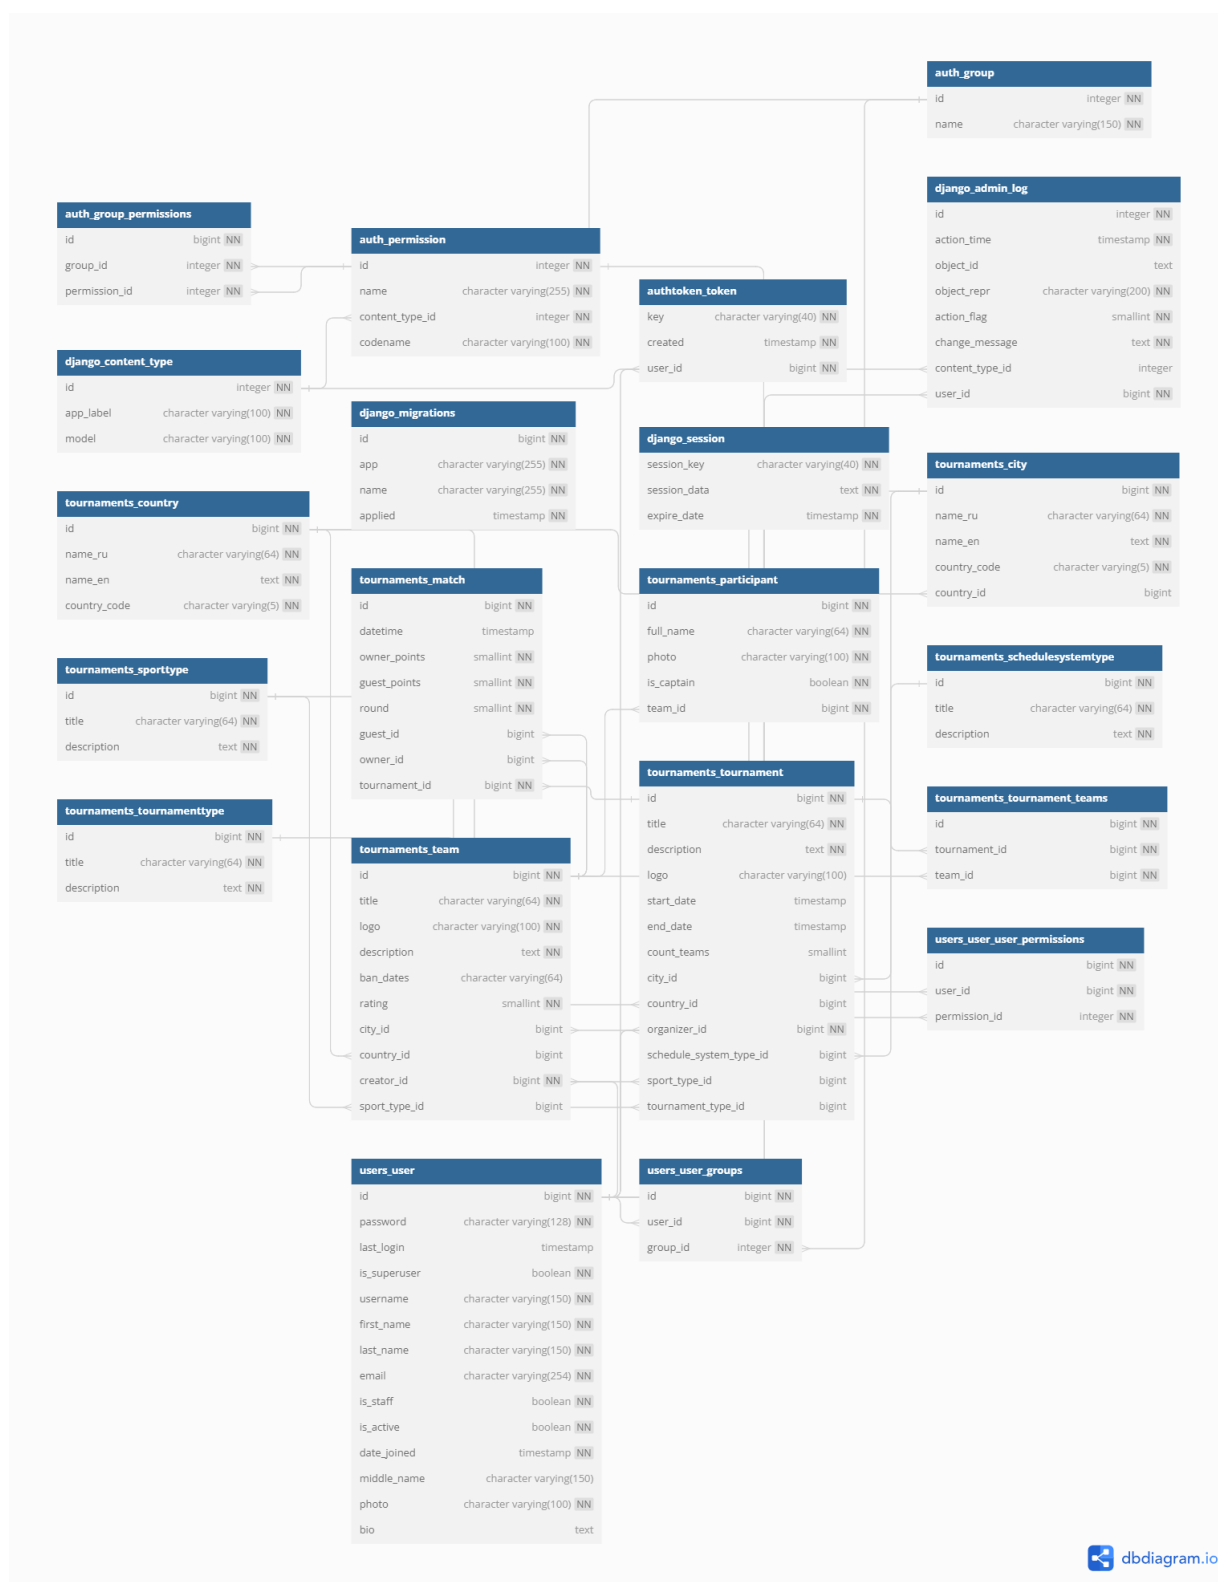 auth_group
id integer NN
name character varying(150) NN
django_admin_log
id integer NN
action_time timestamp NN
object_id text
object_repr character varying(200) NN
action_flag smallint NN
change_message text NN
content_type_id integer
user_id bigint NN
auth_group_permissions
id bigint NN
group_id integer NN
permission_id integer NN
auth_permission
id integer NN
name character varying(255) NN
content_type_id integer NN
codename character varying(100) NN
authtoken_token
key character varying(40) NN
created timestamp NN
user_id bigint NN
django_content_type
id integer NN
app_label character varying(100) NN
model character varying(100) NN
django_migrations
id bigint NN
app character varying(255) NN
name character varying(255) NN
applied timestamp NN
django_session
session_key character varying(40) NN
session_data text NN
expire_date timestamp NN
tournaments_city
id bigint NN
name_ru character varying(64) NN
name_en text NN
country_code character varying(5) NN
country_id bigint
tournaments_country
id bigint NN
name_ru character varying(64) NN
name_en text NN
country_code character varying(5) NN
tournaments_match
id bigint NN
datetime timestamp
owner_points smallint NN
guest_points smallint NN
round smallint NN
guest_id bigint
owner_id bigint
tournament_id bigint NN
tournaments_participant
id bigint NN
full_name character varying(64) NN
photo character varying(100) NN
is_captain boolean NN
team_id bigint NN
tournaments_schedulesystemtype
id bigint NN
title character varying(64) NN
description text NN
tournaments_sporttype
id bigint NN
title character varying(64) NN
description text NN
tournaments_tournament
id bigint NN
title character varying(64) NN
description text NN
logo character varying(100)
start_date timestamp
end_date timestamp
count_teams smallint
city_id bigint
country_id bigint
organizer_id bigint NN
schedule_system_type_id bigint
sport_type_id bigint
tournament_type_id bigint
tournaments_tournament_teams
id bigint NN
tournament_id bigint NN
team_id bigint NN
tournaments_tournamenttype
id bigint NN
title character varying(64) NN
description text NN
tournaments_team
id bigint NN
title character varying(64) NN
logo character varying(100) NN
description text NN
ban_dates character varying(64)
rating smallint NN
city_id bigint
country_id bigint
creator_id bigint NN
sport_type_id bigint
users_user_user_permissions
id bigint NN
user_id bigint NN
permission_id integer NN
users_user
id bigint NN
password character varying(128) NN
last_login timestamp
is_superuser boolean NN
username character varying(150) NN
first_name character varying(150) NN
last_name character varying(150) NN
email character varying(254) NN
is_staff boolean NN
is_active boolean NN
date_joined timestamp NN
middle_name character varying(150)
photo character varying(100) NN
bio text
users_user_groups
id bigint NN
user_id bigint NN
group_id integer NN
dbdiagram.io